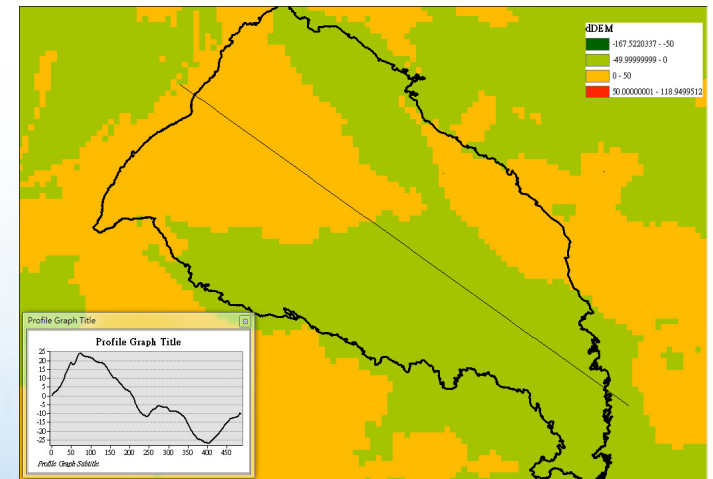 dDEM
-167.5220337 - -50
-49.99999999 - 0
0 - 50
50.00000001 - 118.9499512
Profile Graph Title
Profile Graph Title
25
20
15
10
5
0
-5
-10
-15
-20
-25
0 50 100 150 200 250 300 350 400 450
Profile Graph Subtitle